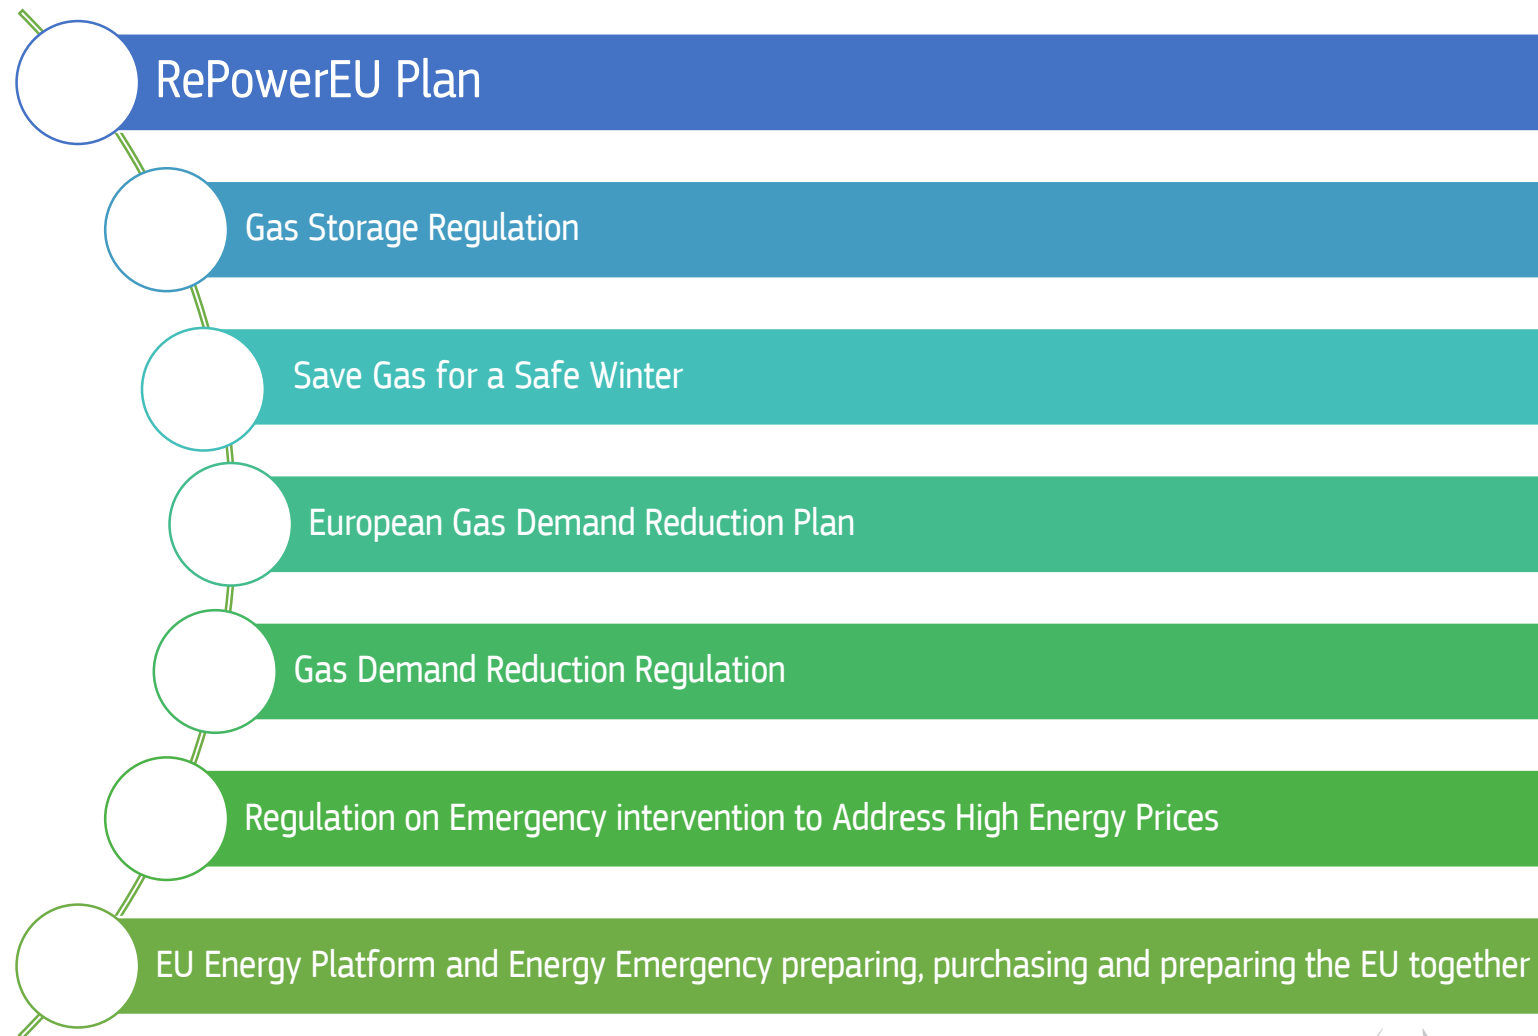 RePowerEU Plan
Gas Storage Regulation
Save Gas for a Safe Winter
European Gas Demand Reduction Plan
Gas Demand Reduction Regulation
Regulation on Emergency intervention to Address High Energy Prices
EU Energy Platform and Energy Emergency preparing, purchasing and preparing the EU together